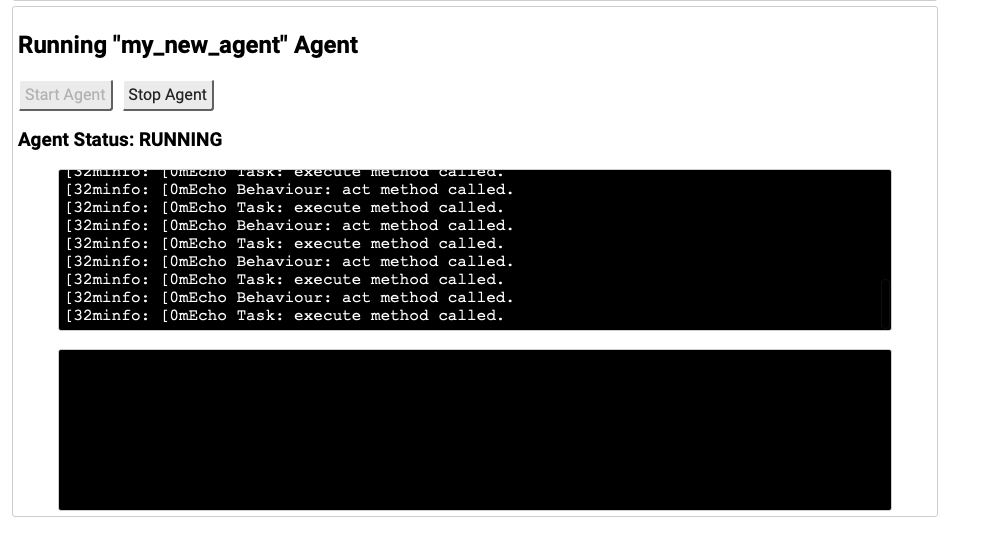 Running "my_new_agent" Agent
Start Agent Stop Agent
Agent Status: RUNNING
[32minfo: [0mEcho Task: execute method called.
[32minfo: [0mEcho Behaviour: act method called.
[32minfo: [0mEcho Task: execute method called.
[32minfo: [0mEcho Behaviour: act method called.
[32minfo: [0mEcho Task: execute method called.
[32minfo: [0mEcho Behaviour: act method called.
[32minfo: [0mEcho Task: execute method called.
[32minfo: [0mEcho Behaviour: act method called.
[32minfo: [0mEcho Task: execute method called.